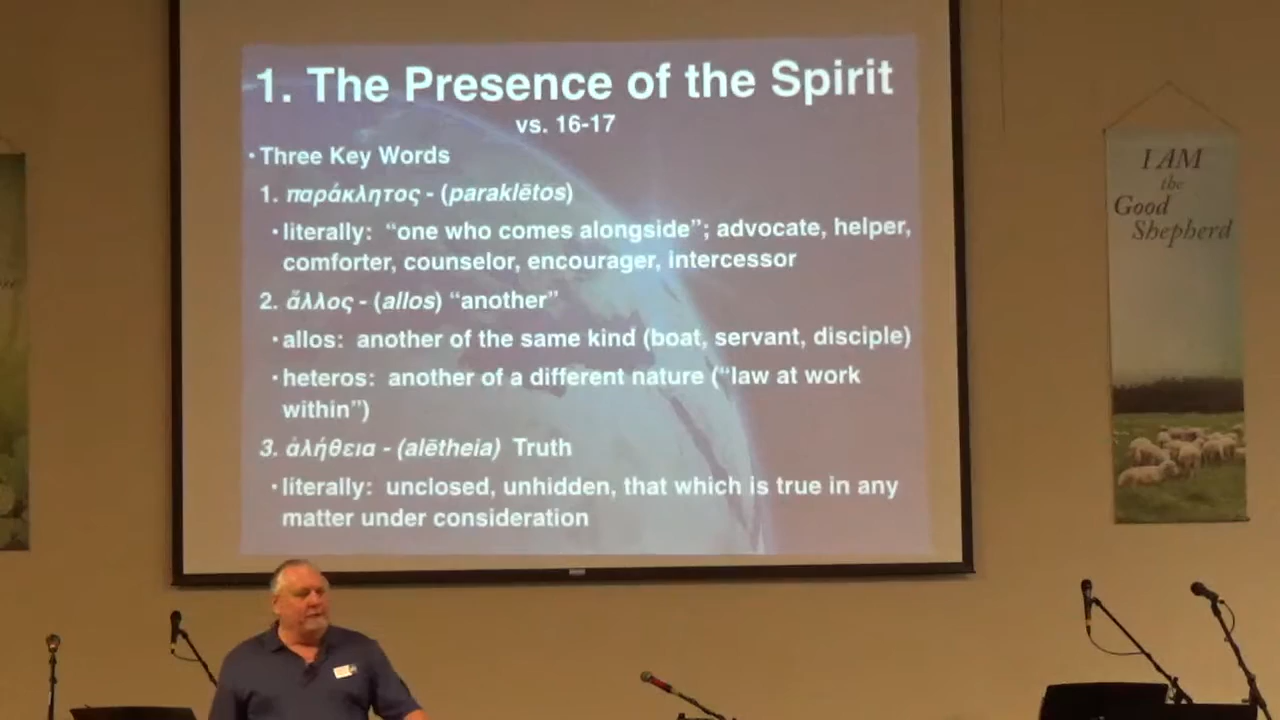 1. The Presence of the Spirit
vs. 16-17
• Three Key Words
1. παράκλητος - (paraklētos)
• literally: “one who comes alongside”; advocate, helper,
comforter, counselor, encourager, intercessor
2. ἄλλος - (allos) “another”
• allos: another of the same kind (boat, servant, disciple)
• heteros: another of a different nature (“law at work
within”)
3. ἀλήθεια - (alētheia) Truth
• literally: unclosed, unhidden, that which is true in any
matter under consideration
I AM
the
Good
Shepherd